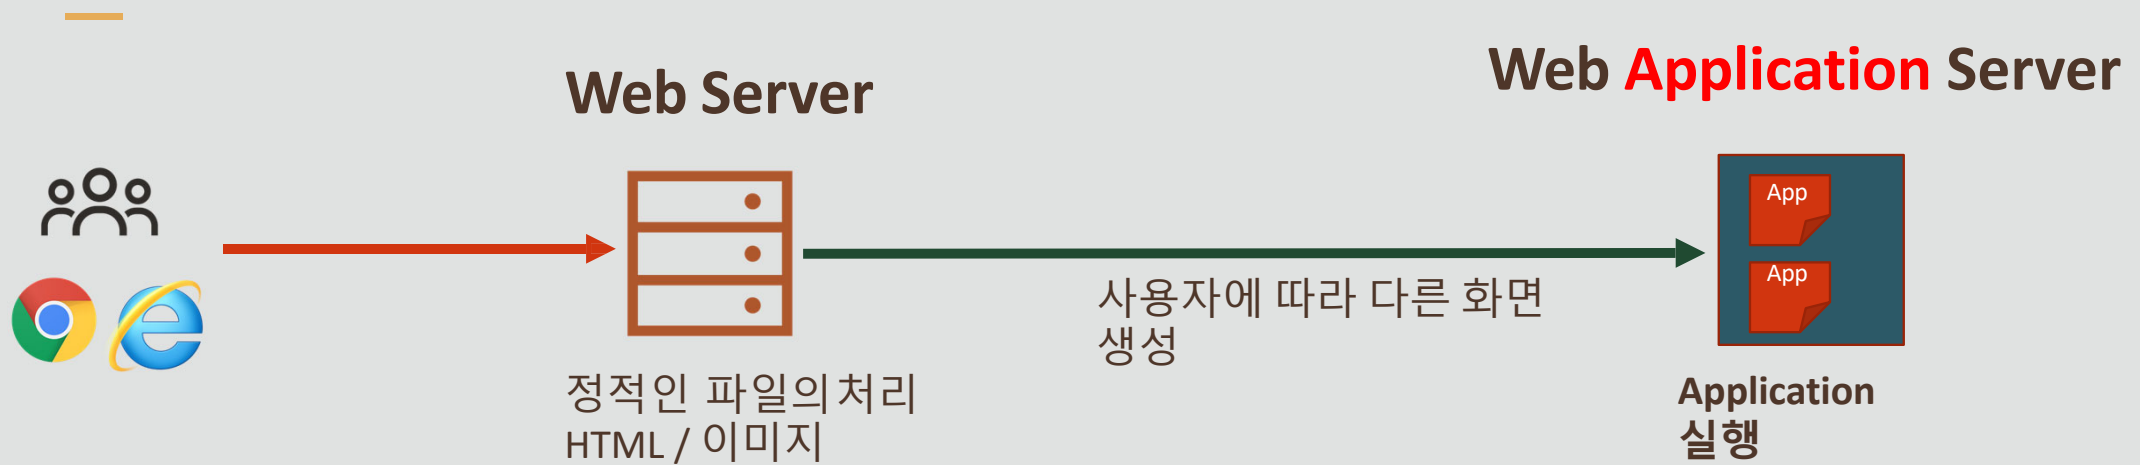 Web Server
Web Application Server
App
App
사용자에 따라 다른 화면
생성
정적인 파일의처리
HTML / 이미지
Application
실행